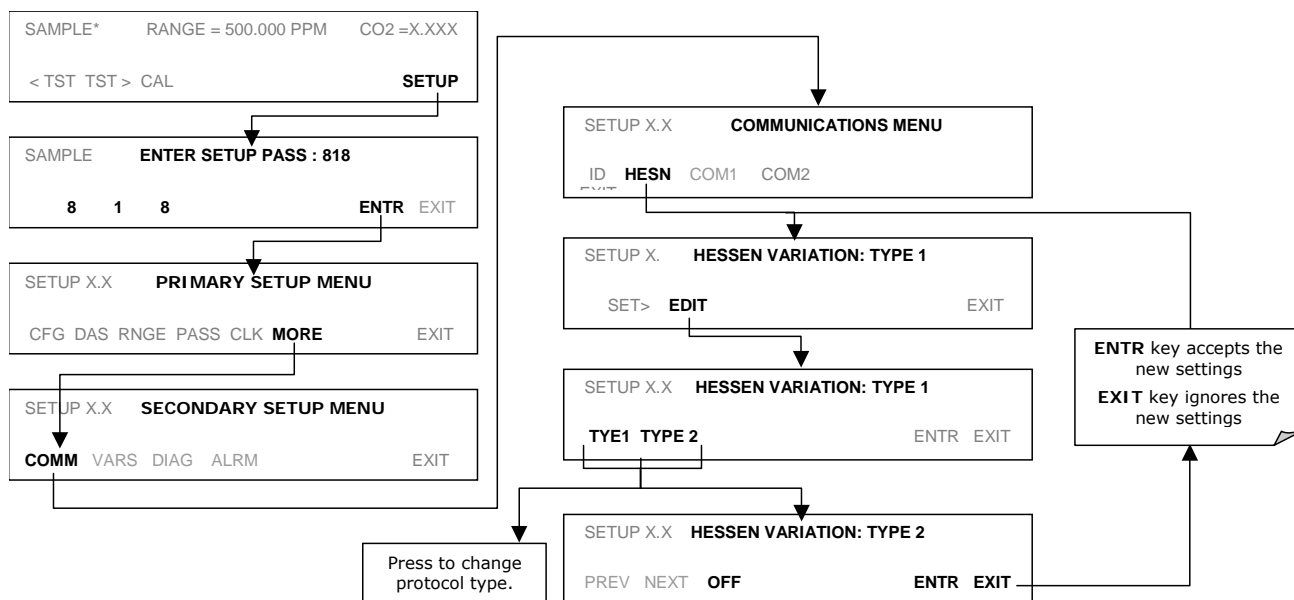 SAMPLE* RANGE = 500.000 PPM CO2 =X.XXX
< TST TST > CAL SETUP
SAMPLE ENTER SETUP PASS : 818
8 1 8 ENTR EXIT
SETUP X.X PRIMARY SETUP MENU
CFG DAS RNGE PASS CLK MORE EXIT
SETUP X.X SECONDARY SETUP MENU
COMM VARS DIAG ALRM EXIT
SETUP X.X COMMUNICATIONS MENU
ID HESN COM1 COM2
EXIT
SETUP X. HESSEN VARIATION: TYPE 1
SET> EDIT EXIT
SETUP X.X HESSEN VARIATION: TYPE 1
TYE1 TYPE 2 ENTR EXIT
Press to change
protocol type.
SETUP X.X HESSEN VARIATION: TYPE 2
PREV NEXT OFF ENTR EXIT
ENTR key accepts the
new settings
EXIT key ignores the
new settings